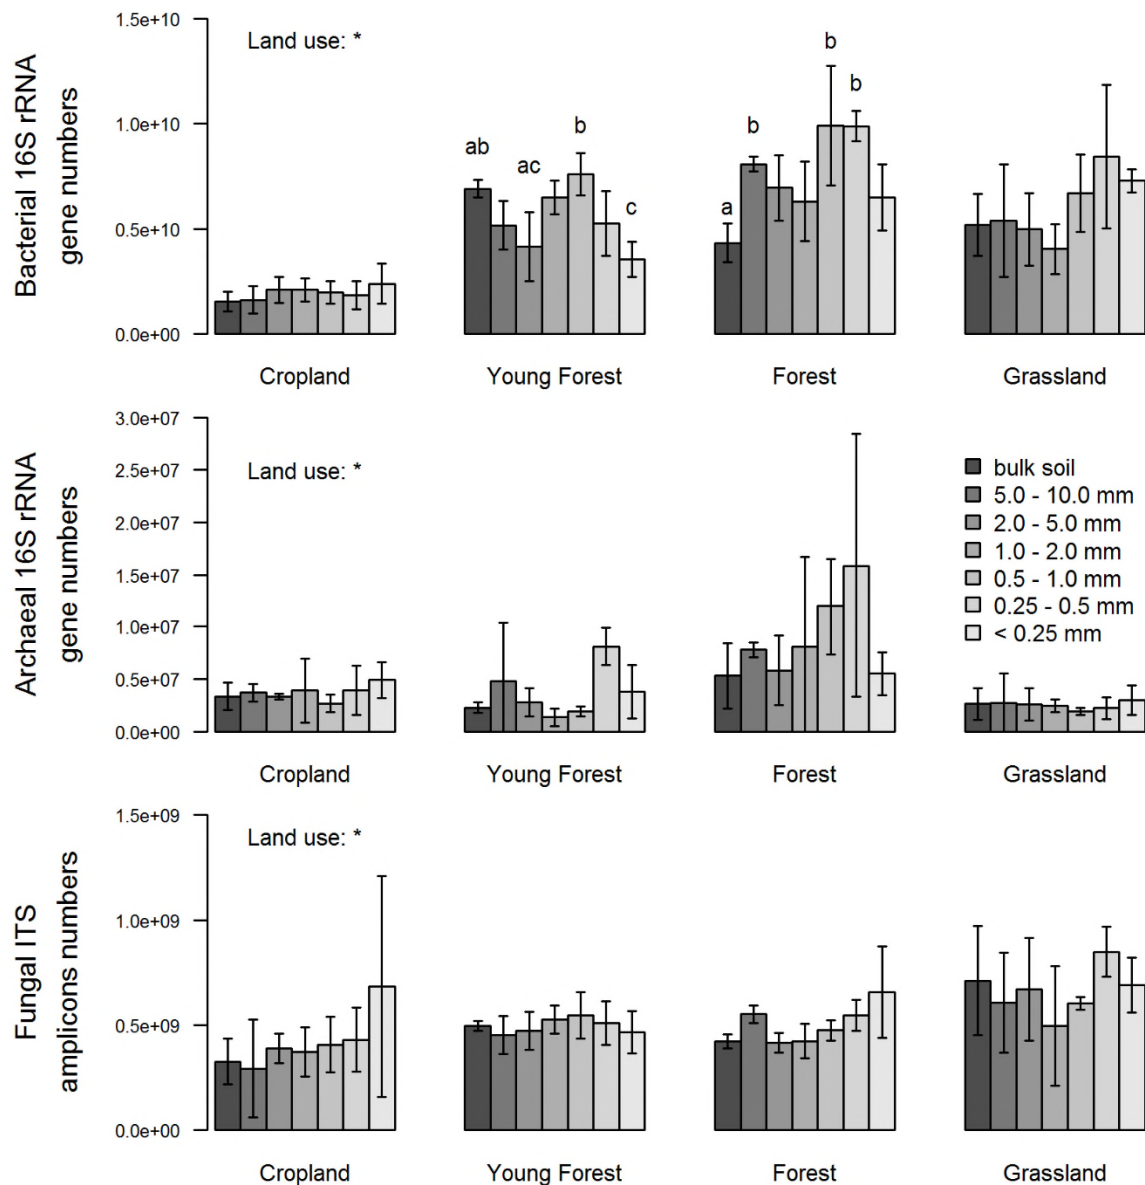 Bacterial 16S rRNA
gene numbers
1.5e+10
1.0e+10
0.5e+10
0.0e+00
Land use: *
ab
ac
b
c
a
b
b
b
Cropland
Young Forest
Forest
Grassland
Archaeal 16S rRNA
gene numbers
3.0e+07
2.5e+07
2.0e+07
1.5e+07
1.0e+07
0.5e+07
0.0e+00
Land use: *
bulk soil
5.0 - 10.0 mm
2.0 - 5.0 mm
1.0 - 2.0 mm
0.5 - 1.0 mm
0.25 - 0.5 mm
< 0.25 mm
Cropland
Young Forest
Forest
Grassland
Fungal ITS
amplicons numbers
1.5e+09
1.0e+09
0.5e+09
0.0e+00
Land use: *
Cropland
Young Forest
Forest
Grassland